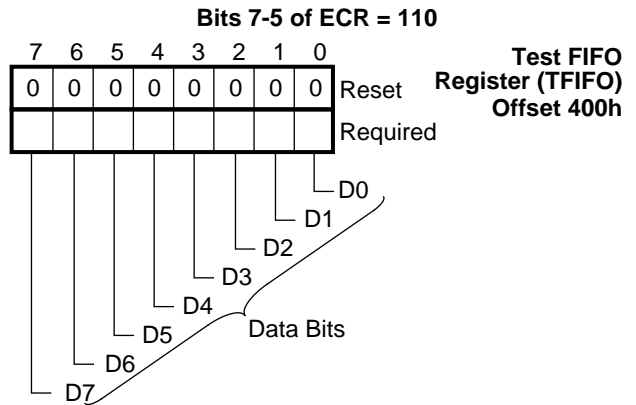 Bits 7-5 of ECR = 110
7 6 5 4 3 2 1 0
Test FIFO
Register (TFIFO)
Offset 400h
0 0 0 0 0 0 0 0 Reset
Required
D0
D1
D2
D3
D4
D5
D6
D7
Data Bits